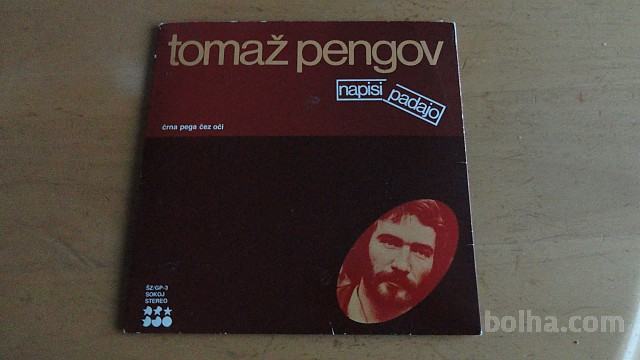 tomaž pengov
napisi
padajo
črna pega čez oči
ŠZ/GP-3
SOKOJ
STEREO
bolha.com